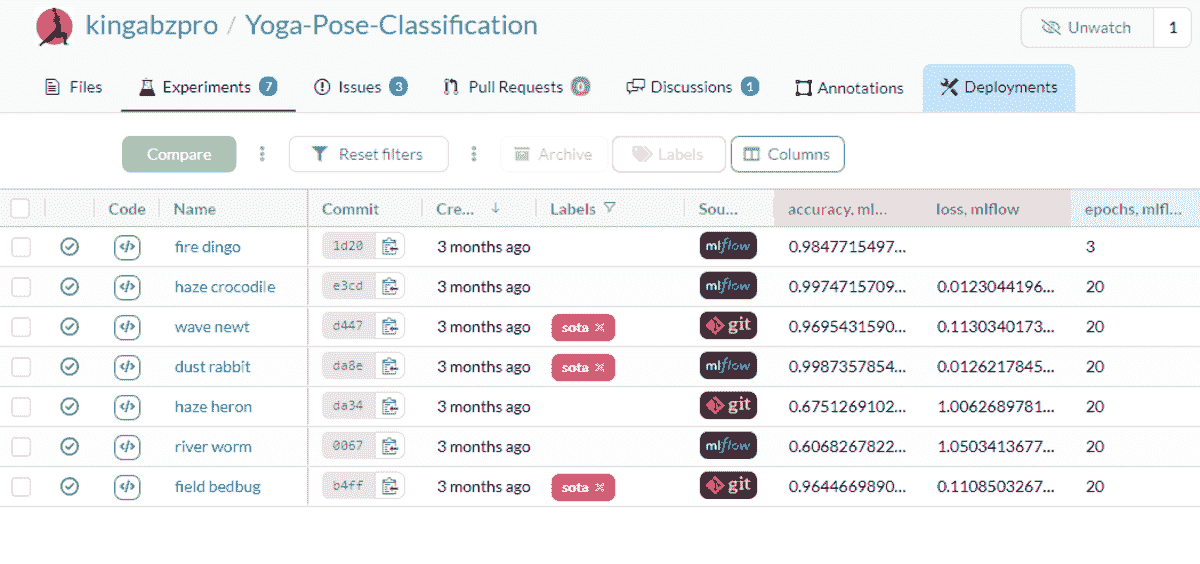 kingabzpro / Yoga-Pose-Classification Unwatch 1
Files Experiments 7 Issues 3 Pull Requests 0 Discussions 1 Annotations Deployments
Compare Reset filters Archive Labels Columns
Code Name Commit Cre... Labels Sou... accuracy, ml... loss, mlflow epochs, mlfl...
fire dingo 1d20 3 months ago mlflow 0.9847715497... 3
haze crocodile e3cd 3 months ago mlflow 0.9974715709... 0.0123044196... 20
wave newt d447 3 months ago sota × git 0.9695431590... 0.1130340173... 20
dust rabbit da8e 3 months ago sota × mlflow 0.9987357854... 0.0126217845... 20
haze heron da34 3 months ago git 0.6751269102... 1.0062689781... 20
river worm 0067 3 months ago mlflow 0.6068267822... 1.0503413677... 20
field bedbug b4ff 3 months ago sota × git 0.9644669890... 0.1108503267... 20